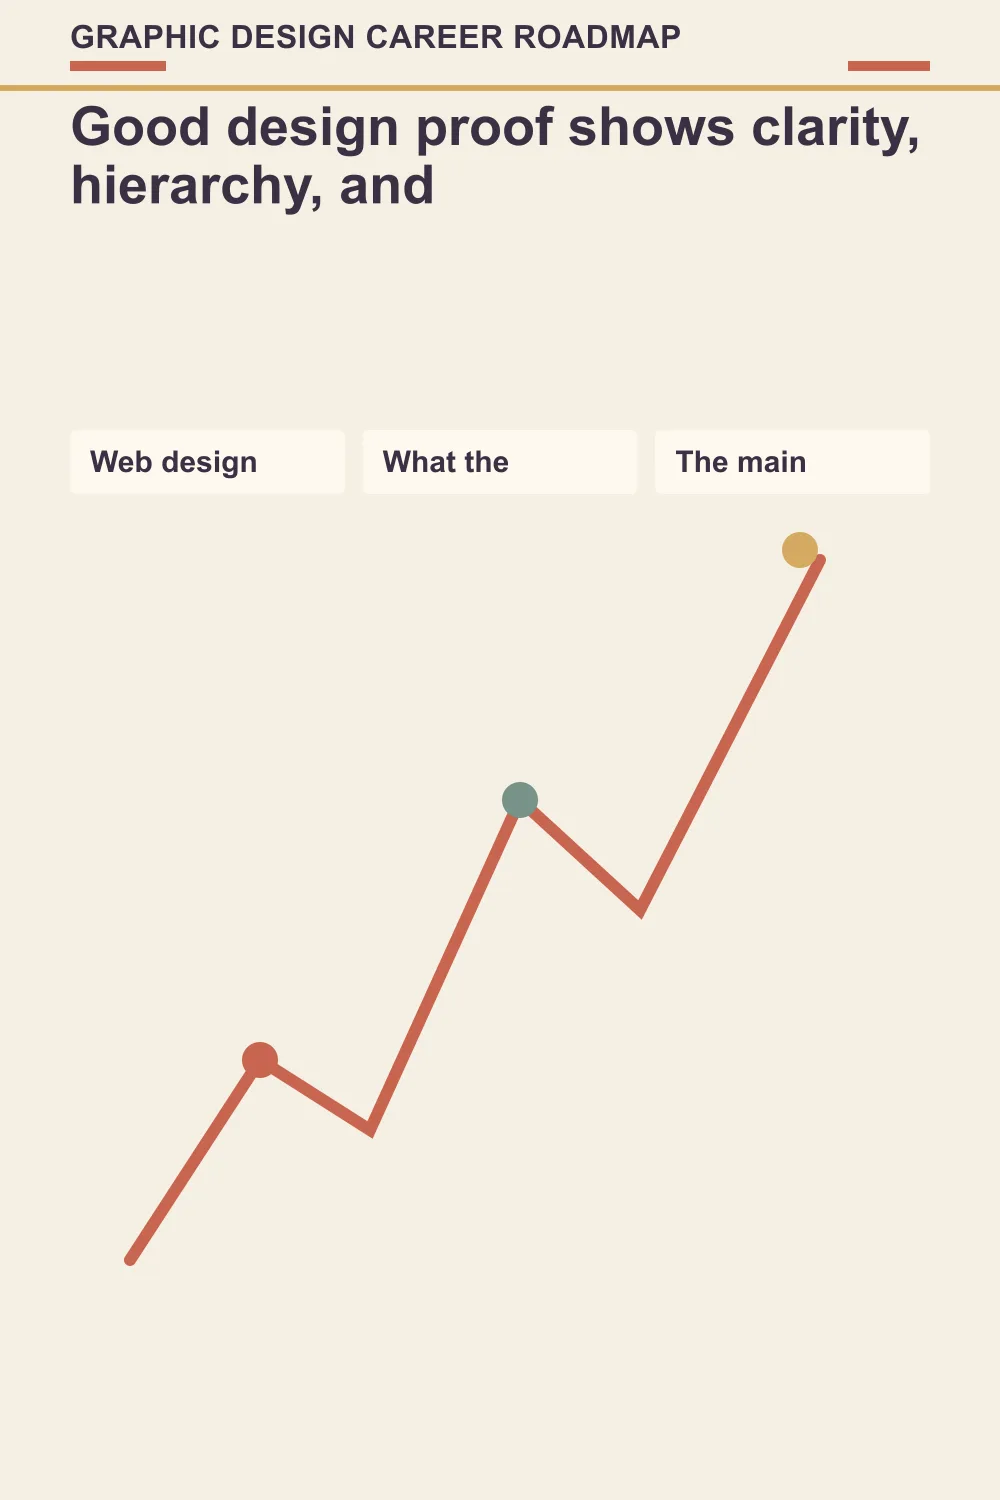 GRAPHIC DESIGN CAREER ROADMAP
Good design proof shows clarity,
hierarchy, and
Web design
What the
The main